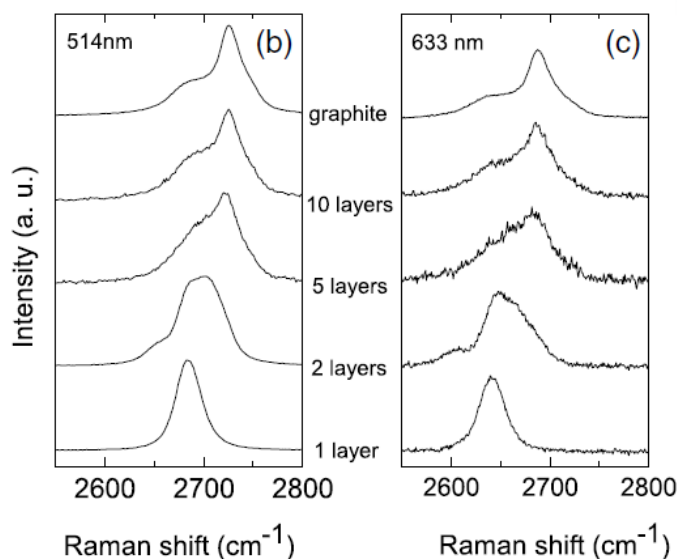 514nm (b)
633 nm (c)
graphite
10 layers
5 layers
2 layers
1 layer
Intensity (a. u.)
2600 2700 2800
2600 2700 2800
Raman shift (cm⁻¹)
Raman shift (cm⁻¹)